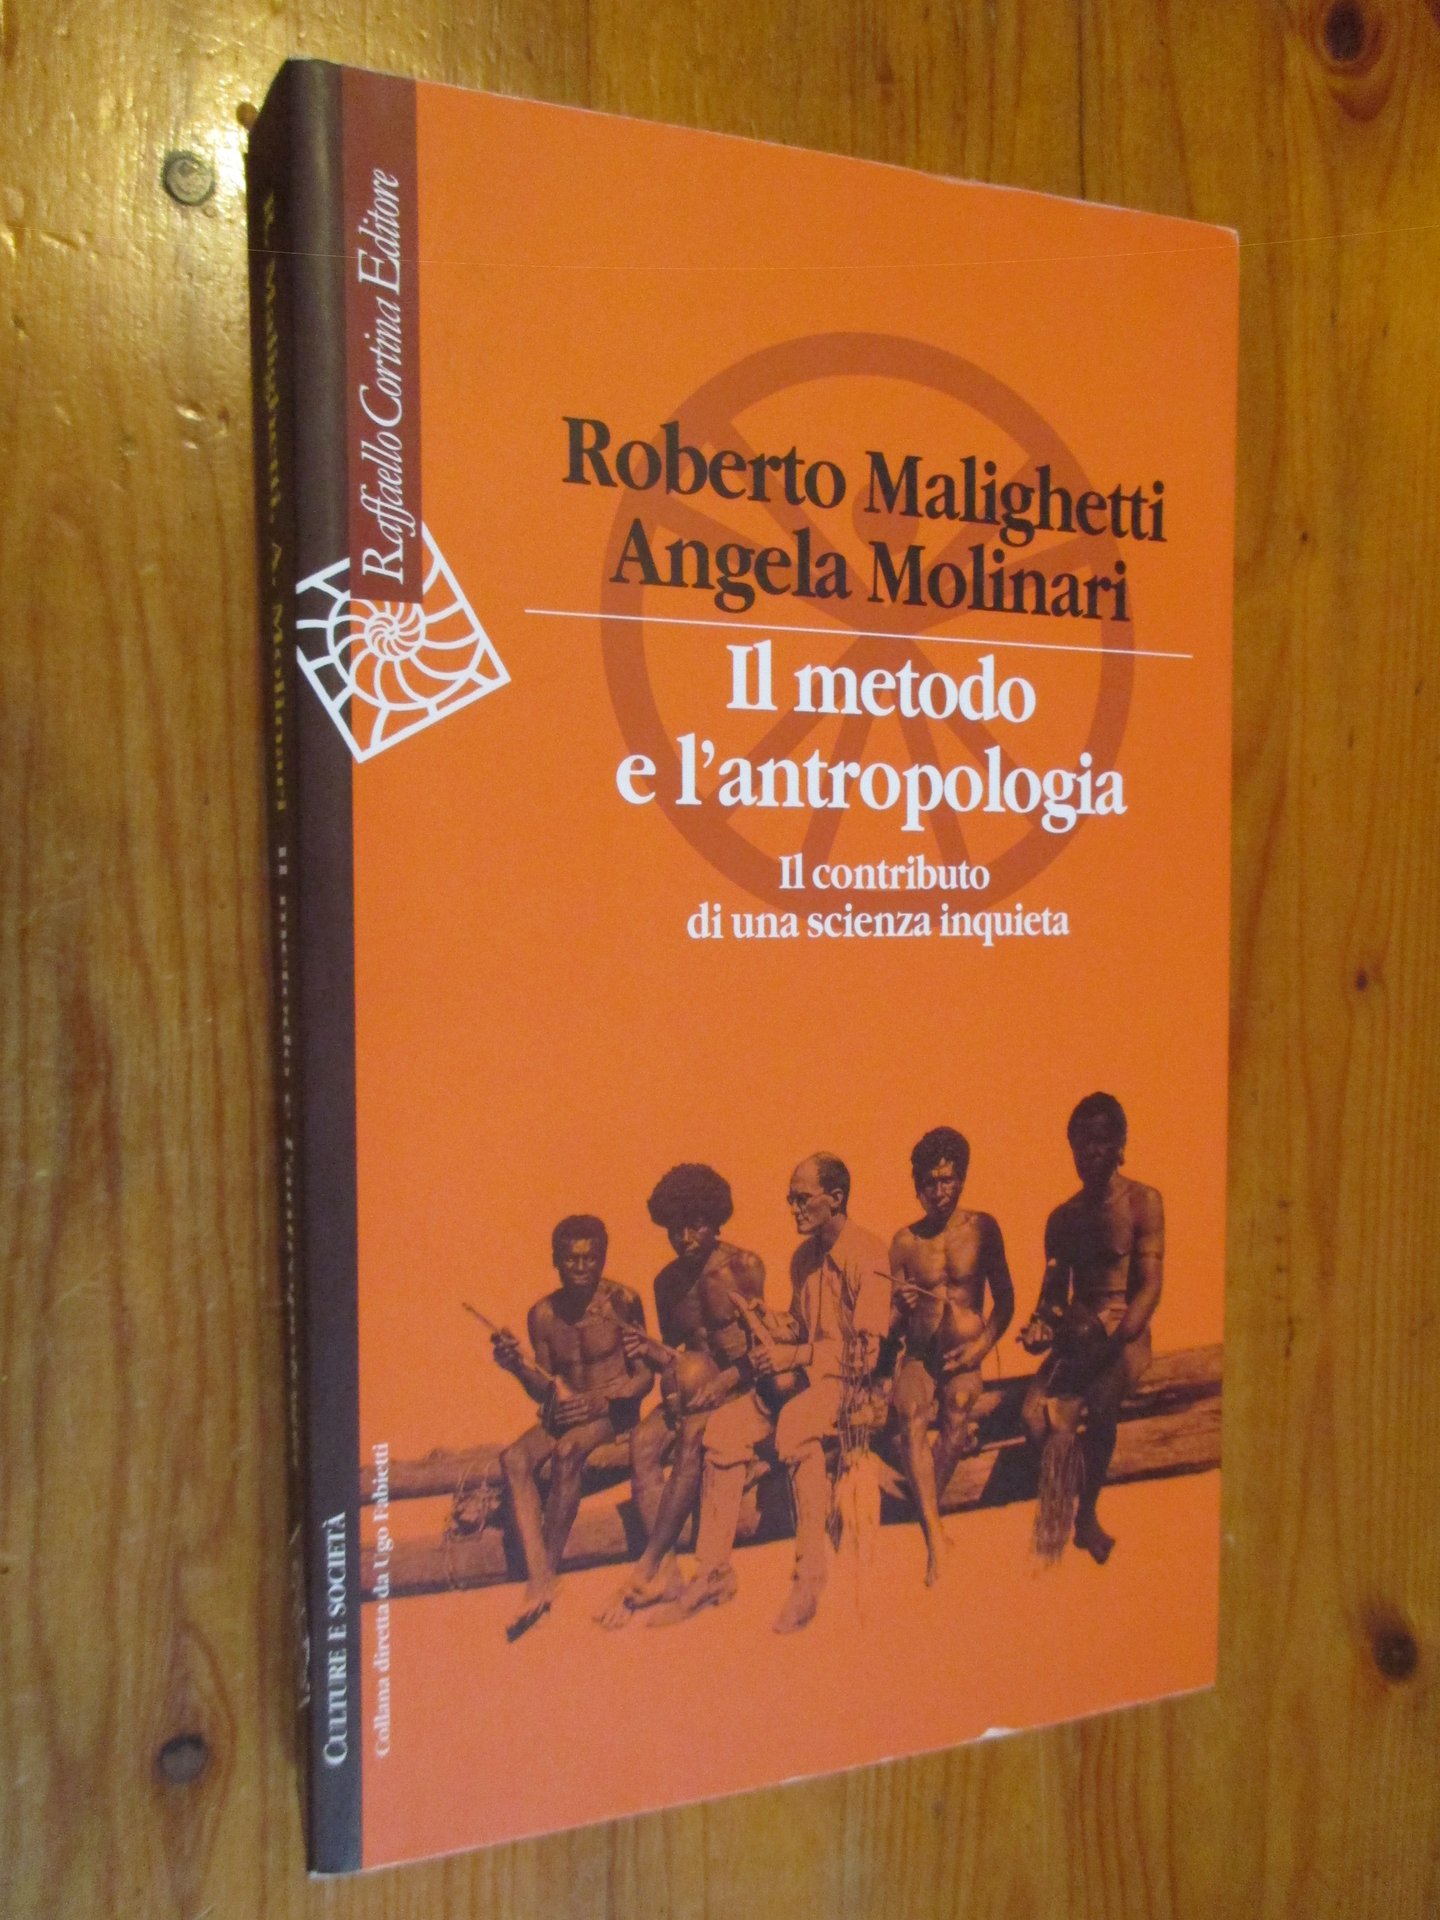 Raffaello Cortina Editore
Roberto Malighetti
Angela Molinari
Il metodo
e l'antropologia
Il contributo
di una scienza inquieta
CULTURE E SOCIETÀ
Collana diretta da Ugo Fabietti